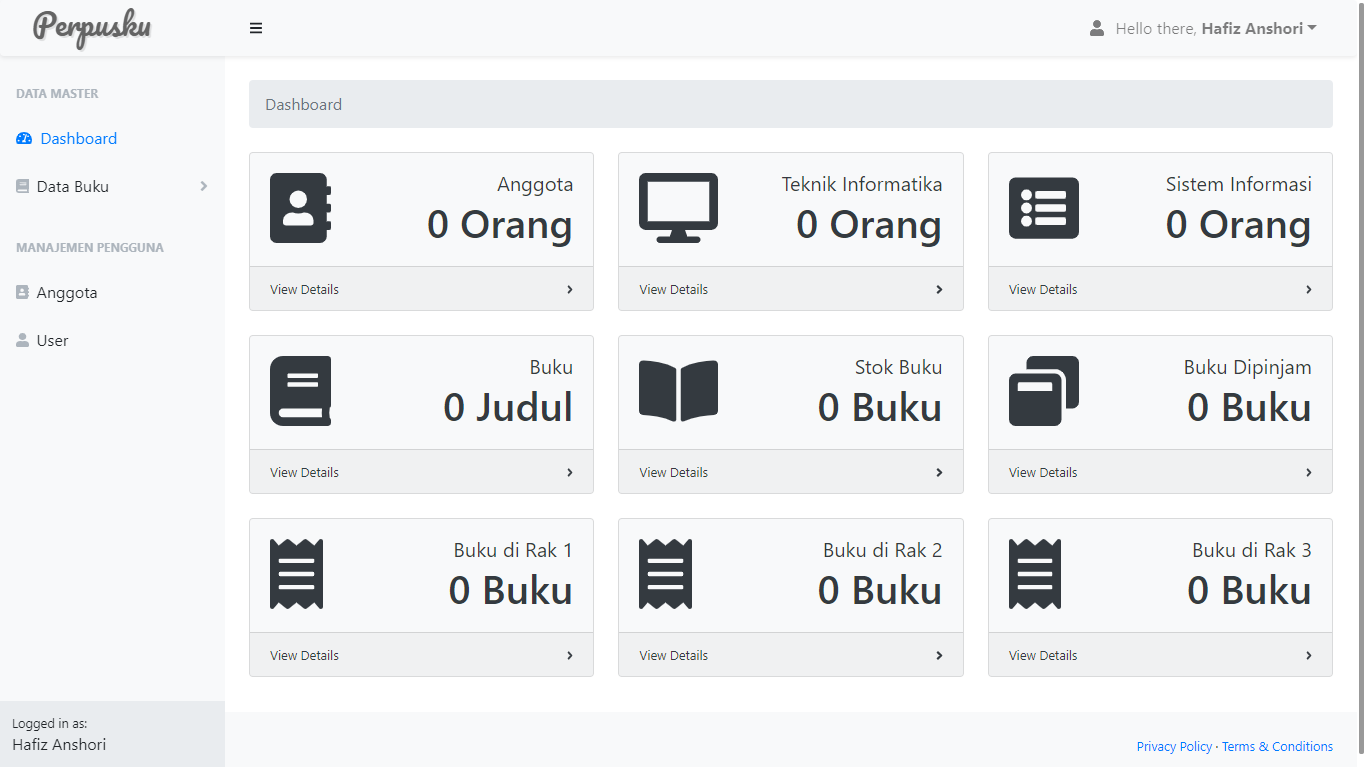 Perpusku
Hello there, Hafiz Anshori
DATA MASTER
Dashboard
Data Buku
MANAJEMEN PENGGUNA
Anggota
User
Logged in as:
Hafiz Anshori
Dashboard
Anggota
0 Orang
View Details
Teknik Informatika
0 Orang
View Details
Sistem Informasi
0 Orang
View Details
Buku
0 Judul
View Details
Stok Buku
0 Buku
View Details
Buku Dipinjam
0 Buku
View Details
Buku di Rak 1
0 Buku
View Details
Buku di Rak 2
0 Buku
View Details
Buku di Rak 3
0 Buku
View Details
Privacy Policy · Terms & Conditions